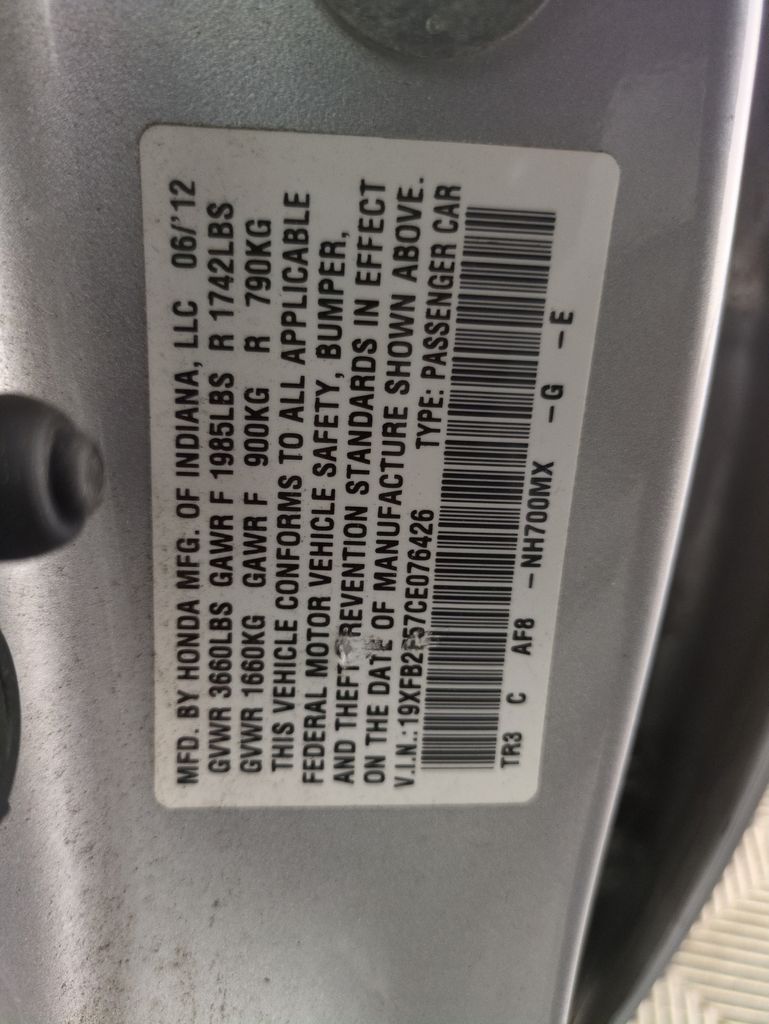 MFD. BY HONDA MFG. OF INDIANA, LLC 06/'12
GVWR 3660LBS GAWR F 1985LBS R 1742LBS
GVWR 1660KG GAWR F 900KG R 790KG
THIS VEHICLE CONFORMS TO ALL APPLICABLE
FEDERAL MOTOR VEHICLE SAFETY, BUMPER,
AND THEFT PREVENTION STANDARDS IN EFFECT
ON THE DATE OF MANUFACTURE SHOWN ABOVE.
V.I.N.:19XFB2F57CE076426 TYPE: PASSENGER CAR
TR3 C AF8 -NH700MX -G -E